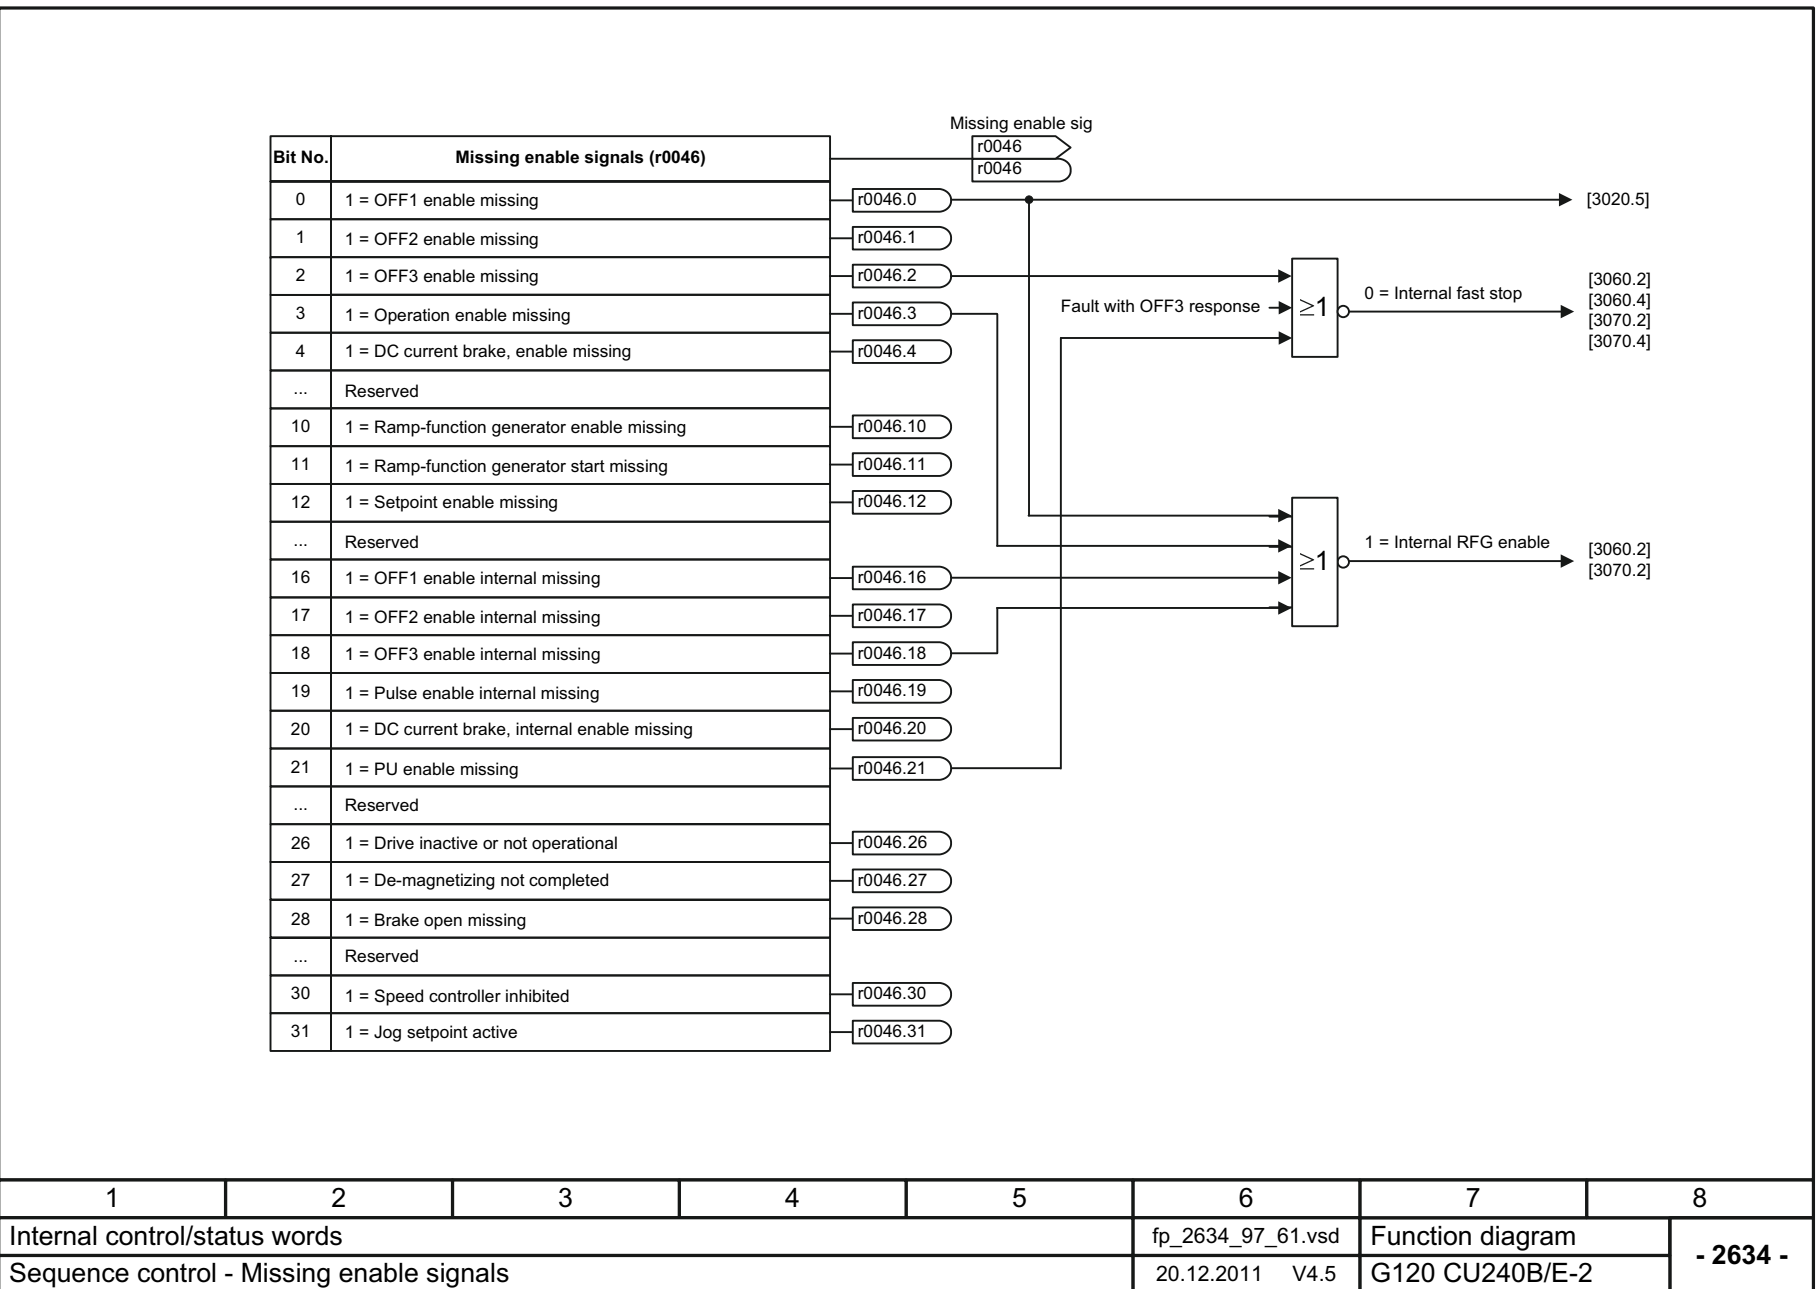 Missing enable sig
Bit No. Missing enable signals (r0046) r0046
r0046
0 1 = OFF1 enable missing r0046.0 [3020.5]
1 1 = OFF2 enable missing r0046.1
2 1 = OFF3 enable missing r0046.2
3 1 = Operation enable missing r0046.3
4 1 = DC current brake, enable missing r0046.4
... Reserved
10 1 = Ramp-function generator enable missing r0046.10
11 1 = Ramp-function generator start missing r0046.11
12 1 = Setpoint enable missing r0046.12
... Reserved
16 1 = OFF1 enable internal missing r0046.16
17 1 = OFF2 enable internal missing r0046.17
18 1 = OFF3 enable internal missing r0046.18
19 1 = Pulse enable internal missing r0046.19
20 1 = DC current brake, internal enable missing r0046.20
21 1 = PU enable missing r0046.21
... Reserved
26 1 = Drive inactive or not operational r0046.26
27 1 = De-magnetizing not completed r0046.27
28 1 = Brake open missing r0046.28
... Reserved
30 1 = Speed controller inhibited r0046.30
31 1 = Jog setpoint active r0046.31
Fault with OFF3 response
≥1
0 = Internal fast stop
[3060.2]
[3060.4]
[3070.2]
[3070.4]
≥1
1 = Internal RFG enable
[3060.2]
[3070.2]
1 2 3 4 5 6 7 8
Internal control/status words fp_2634_97_61.vsd Function diagram
- 2634 -
Sequence control - Missing enable signals 20.12.2011 V4.5 G120 CU240B/E-2